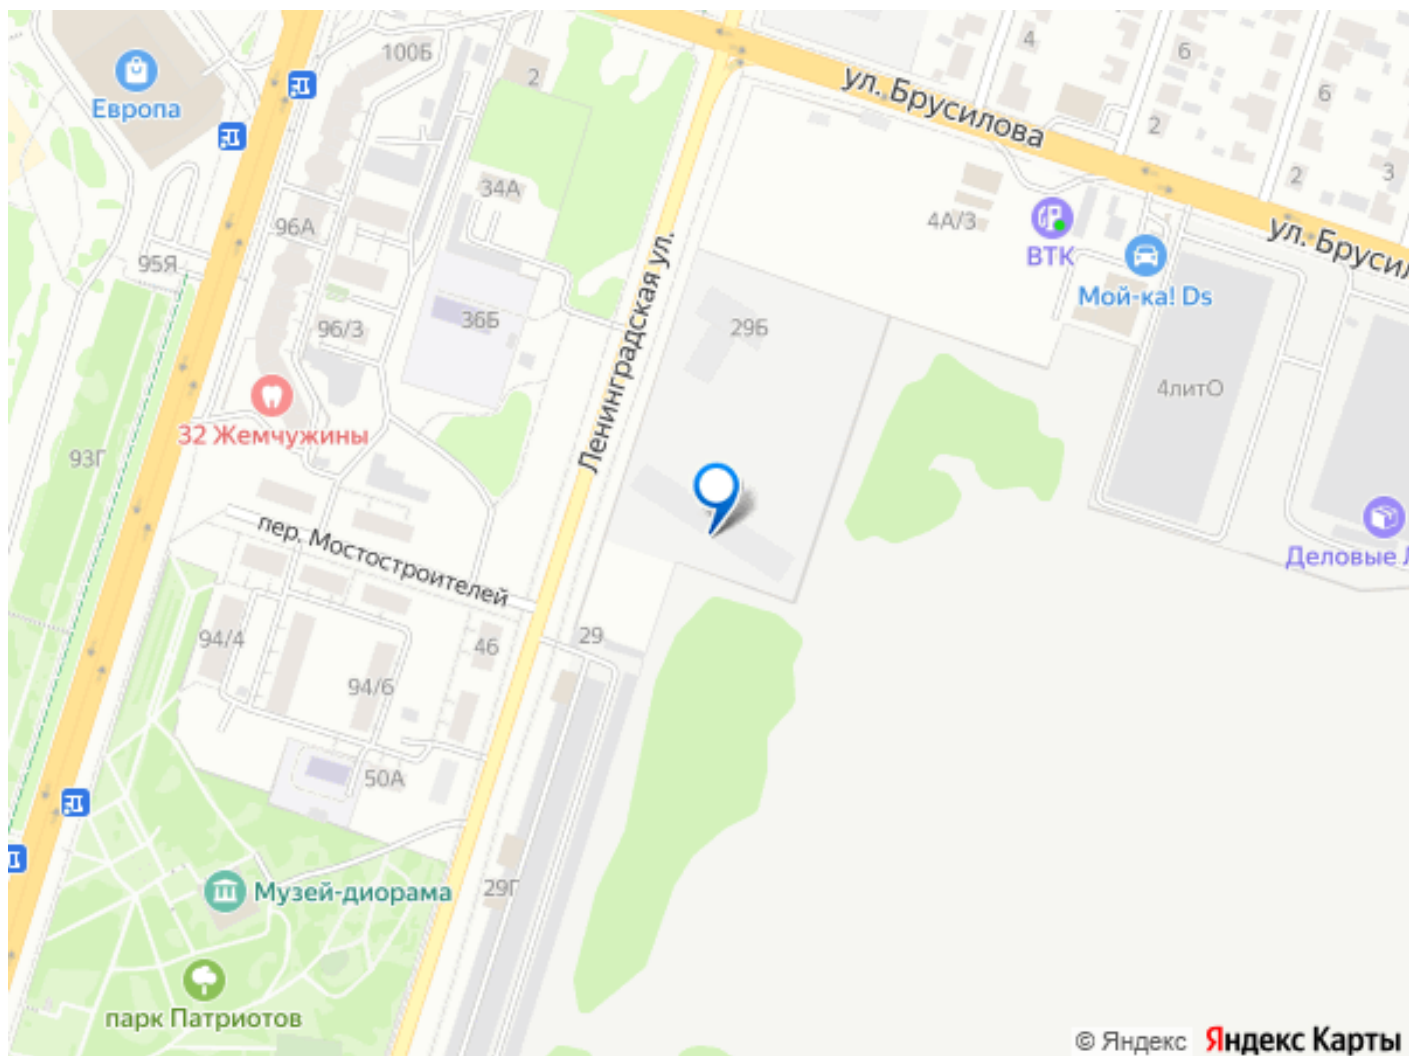 100Б
4
6
Европа
2
ул. Брусилова
6
2
34А
2
3
96А
4А/3
ВТК
ул. Брусил
95Я
Мой-ка! Ds
96/3
36Б
29Б
Ленинградская ул.
4литО
32 Жемчужины
93Г
пер. Мостостроителей
Деловые Л
94/4
46
29
94/6
50А
29Г
Музей-диорама
парк Патриотов
© Яндекс Яндекс Карты